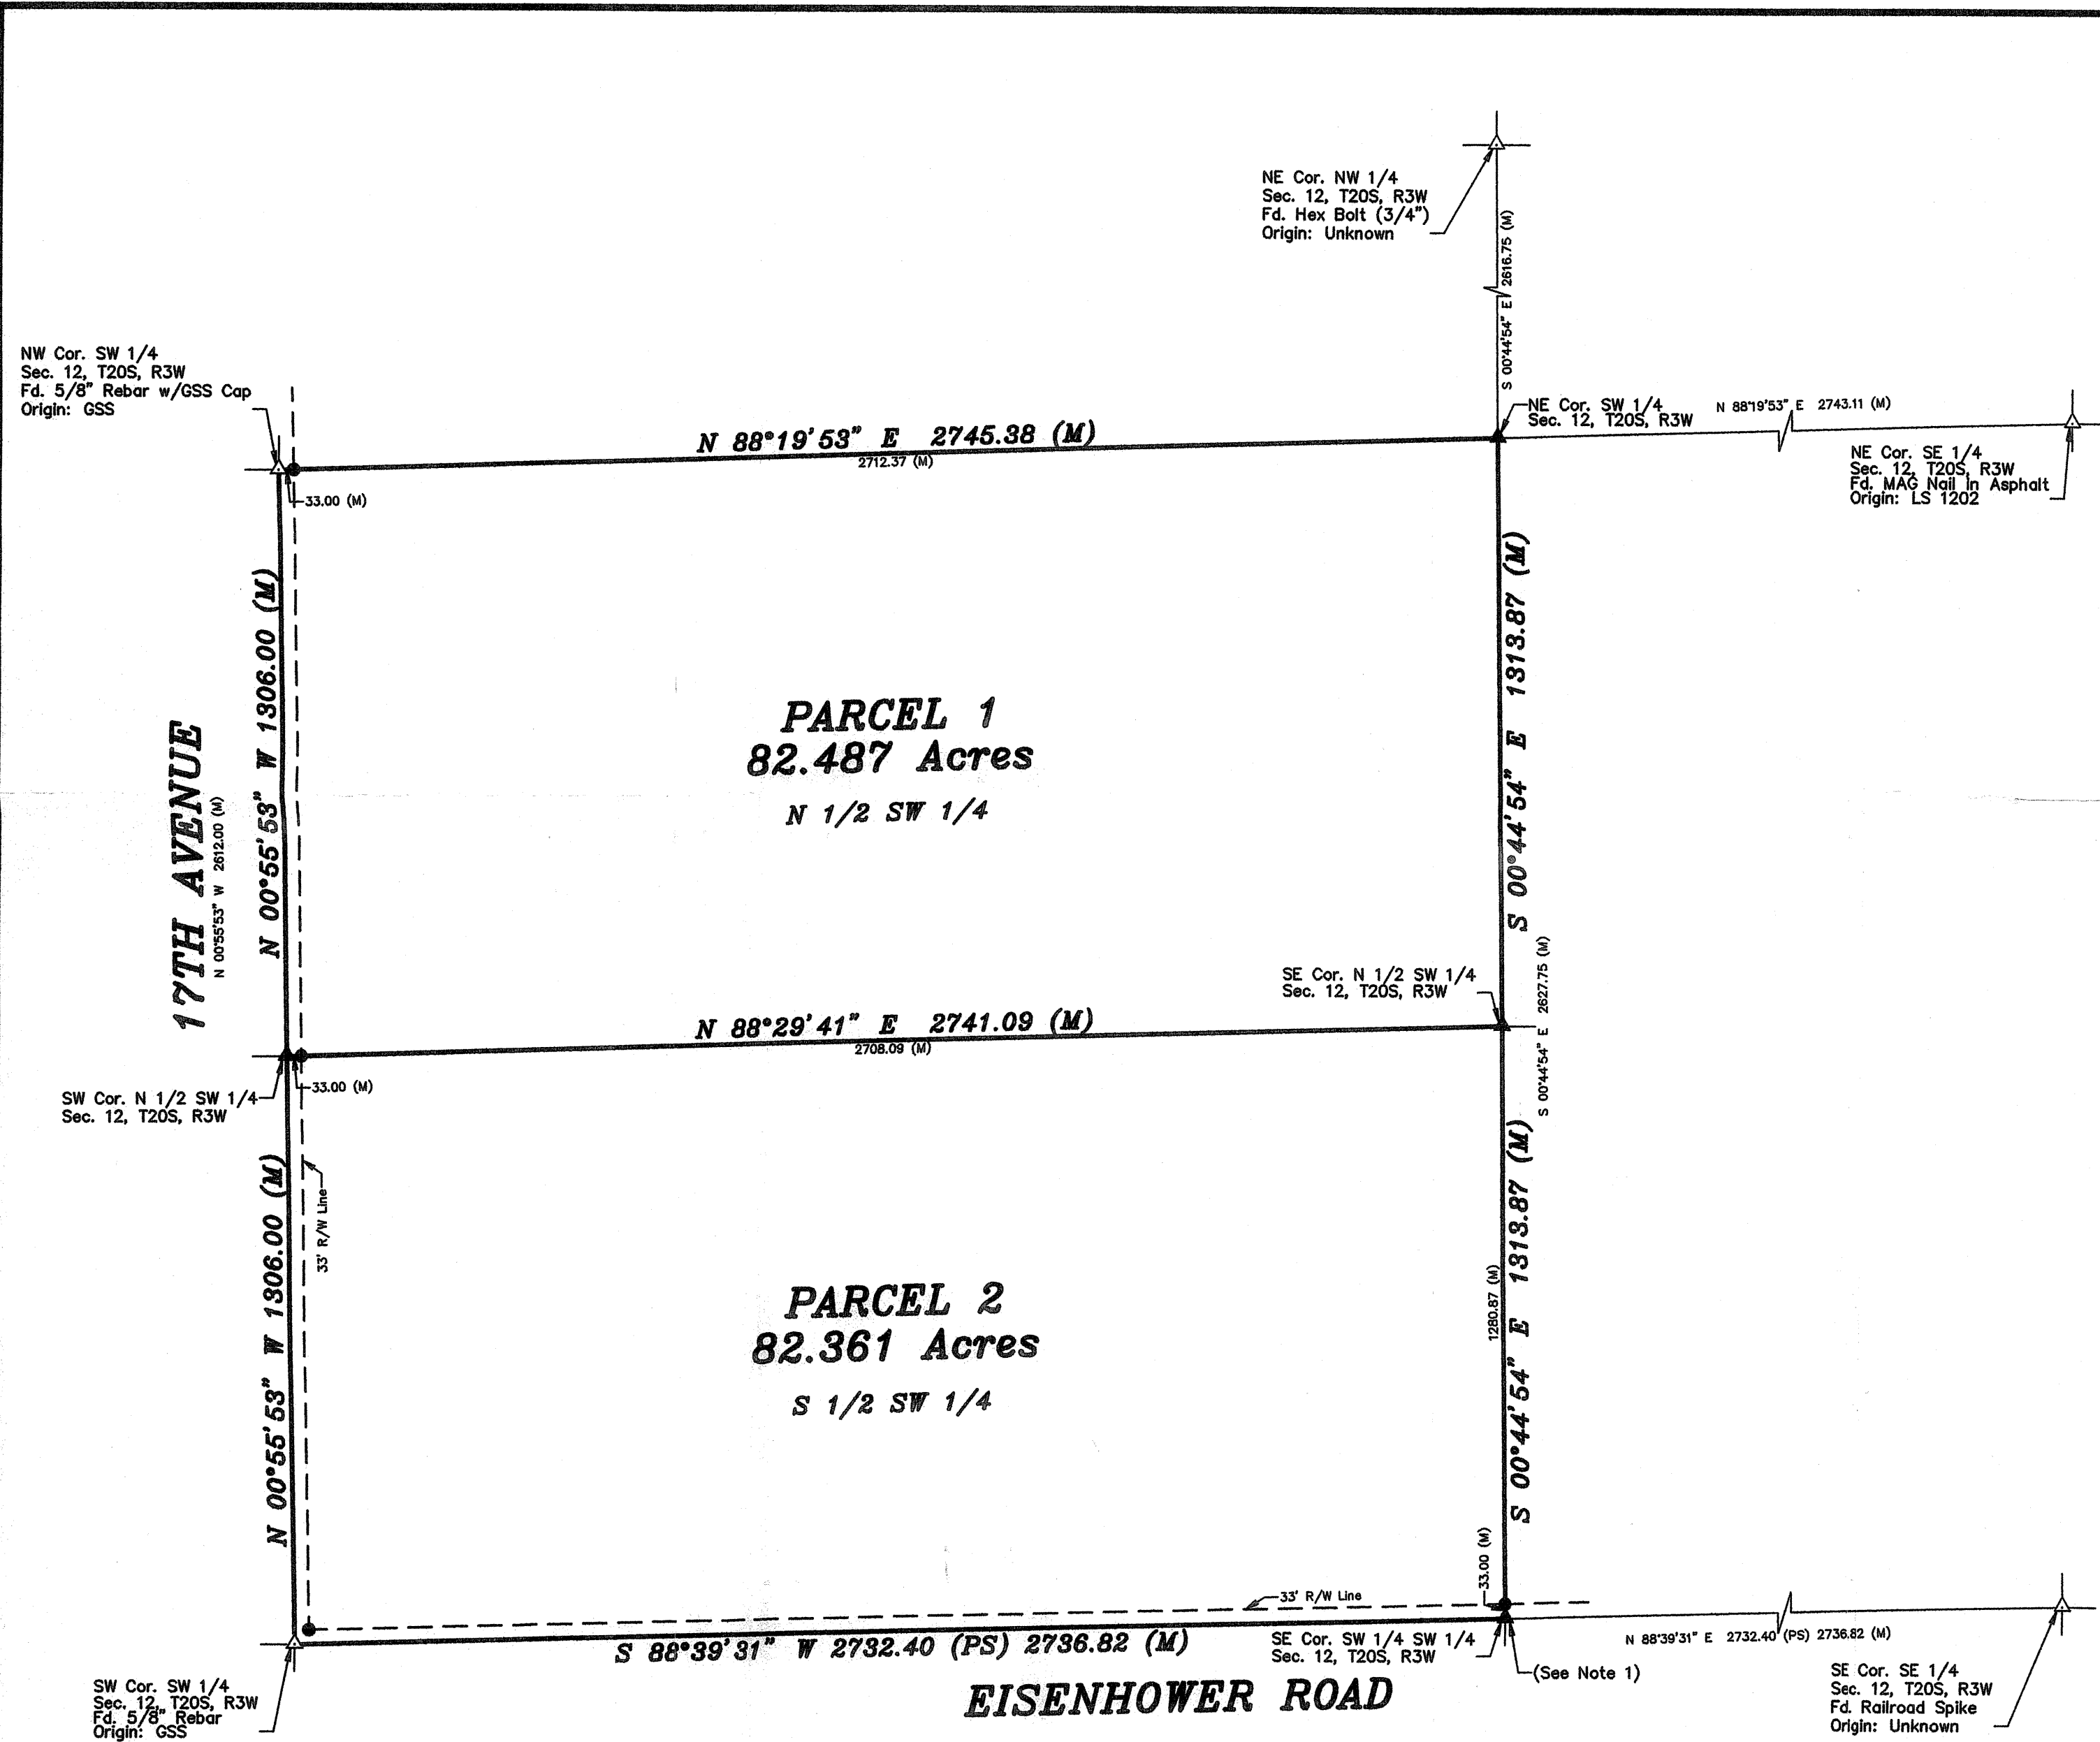 NE Cor. NW 1/4
Sec. 12, T20S, R3W
Fd. Hex Bolt (3/4")
Origin: Unknown
S 00°44'54" E 2616.75 (M)
NW Cor. SW 1/4
Sec. 12, T20S, R3W
Fd. 5/8" Rebar w/GSS Cap
Origin: GSS
N 88°19'53" E 2745.38 (M)
2712.37 (M)
33.00 (M)
NE Cor. SW 1/4
Sec. 12, T20S, R3W
N 88°19'53" E 2743.11 (M)
NE Cor. SE 1/4
Sec. 12, T20S, R3W
Fd. MAG Nail in Asphalt
Origin: LS 1202
17TH AVENUE
N 00°55'53" W 2612.00 (M)
N 00°55'53" W 1306.00 (M)
PARCEL 1
82.487 Acres
N 1/2 SW 1/4
S 00°44'54" E 1313.87 (M)
SE Cor. N 1/2 SW 1/4
Sec. 12, T20S, R3W
S 00°44'54" E 2627.75 (M)
N 88°29'41" E 2741.09 (M)
2708.09 (M)
33.00 (M)
SW Cor. N 1/2 SW 1/4
Sec. 12, T20S, R3W
N 00°55'53" W 1306.00 (M)
33' R/W Line
PARCEL 2
82.361 Acres
S 1/2 SW 1/4
1280.87 (M)
S 00°44'54" E 1313.87 (M)
33.00 (M)
33' R/W Line
S 88°39'31" W 2732.40 (PS) 2736.82 (M)
SE Cor. SW 1/4 SW 1/4
Sec. 12, T20S, R3W
(See Note 1)
N 88°39'31" E 2732.40 (PS) 2736.82 (M)
EISENHOWER ROAD
SW Cor. SW 1/4
Sec. 12, T20S, R3W
Fd. 5/8" Rebar
Origin: GSS
SE Cor. SE 1/4
Sec. 12, T20S, R3W
Fd. Railroad Spike
Origin: Unknown